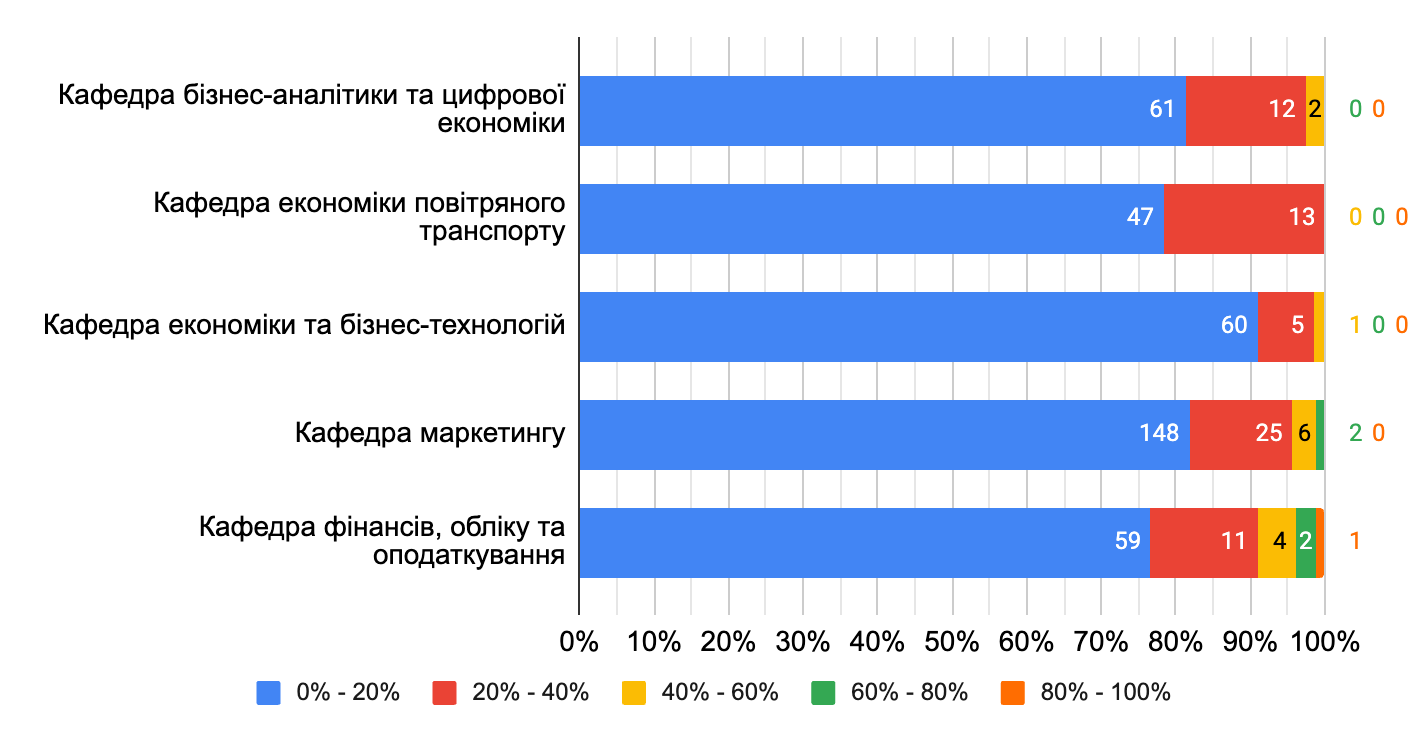 Кафедра бізнес-аналітики та цифрової
економіки
61 12 2 0 0
Кафедра економіки повітряного
транспорту
47 13 0 0 0
Кафедра економіки та бізнес-технологій
60 5 1 0 0
Кафедра маркетингу
148 25 6 2 0
Кафедра фінансів, обліку та
оподаткування
59 11 4 2 1
0% 10% 20% 30% 40% 50% 60% 70% 80% 90% 100%
0% - 20% 20% - 40% 40% - 60% 60% - 80% 80% - 100%